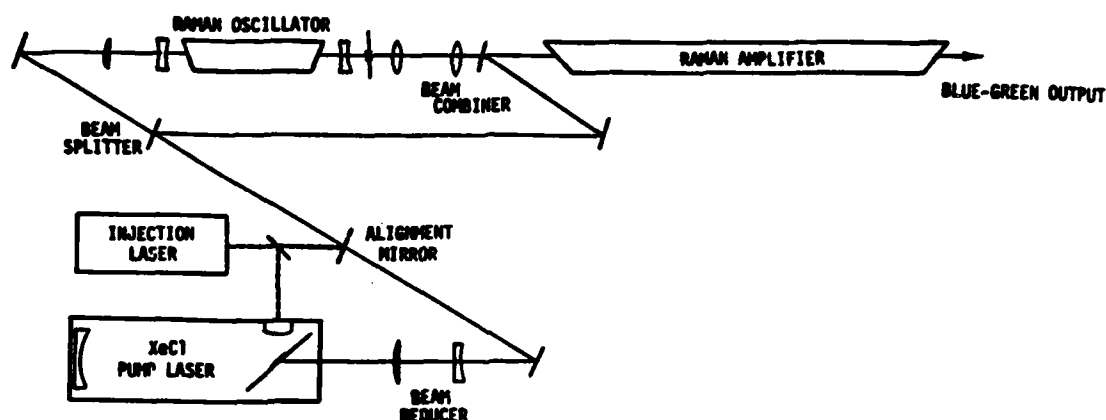 RAMAN OSCILLATOR
RAMAN AMPLIFIER
BEAM
COMBINER
BLUE-GREEN OUTPUT
BEAM
SPLITTER
INJECTION
LASER
ALIGNMENT
MIRROR
XeCl
PUMP LASER
BEAM
REDUCER